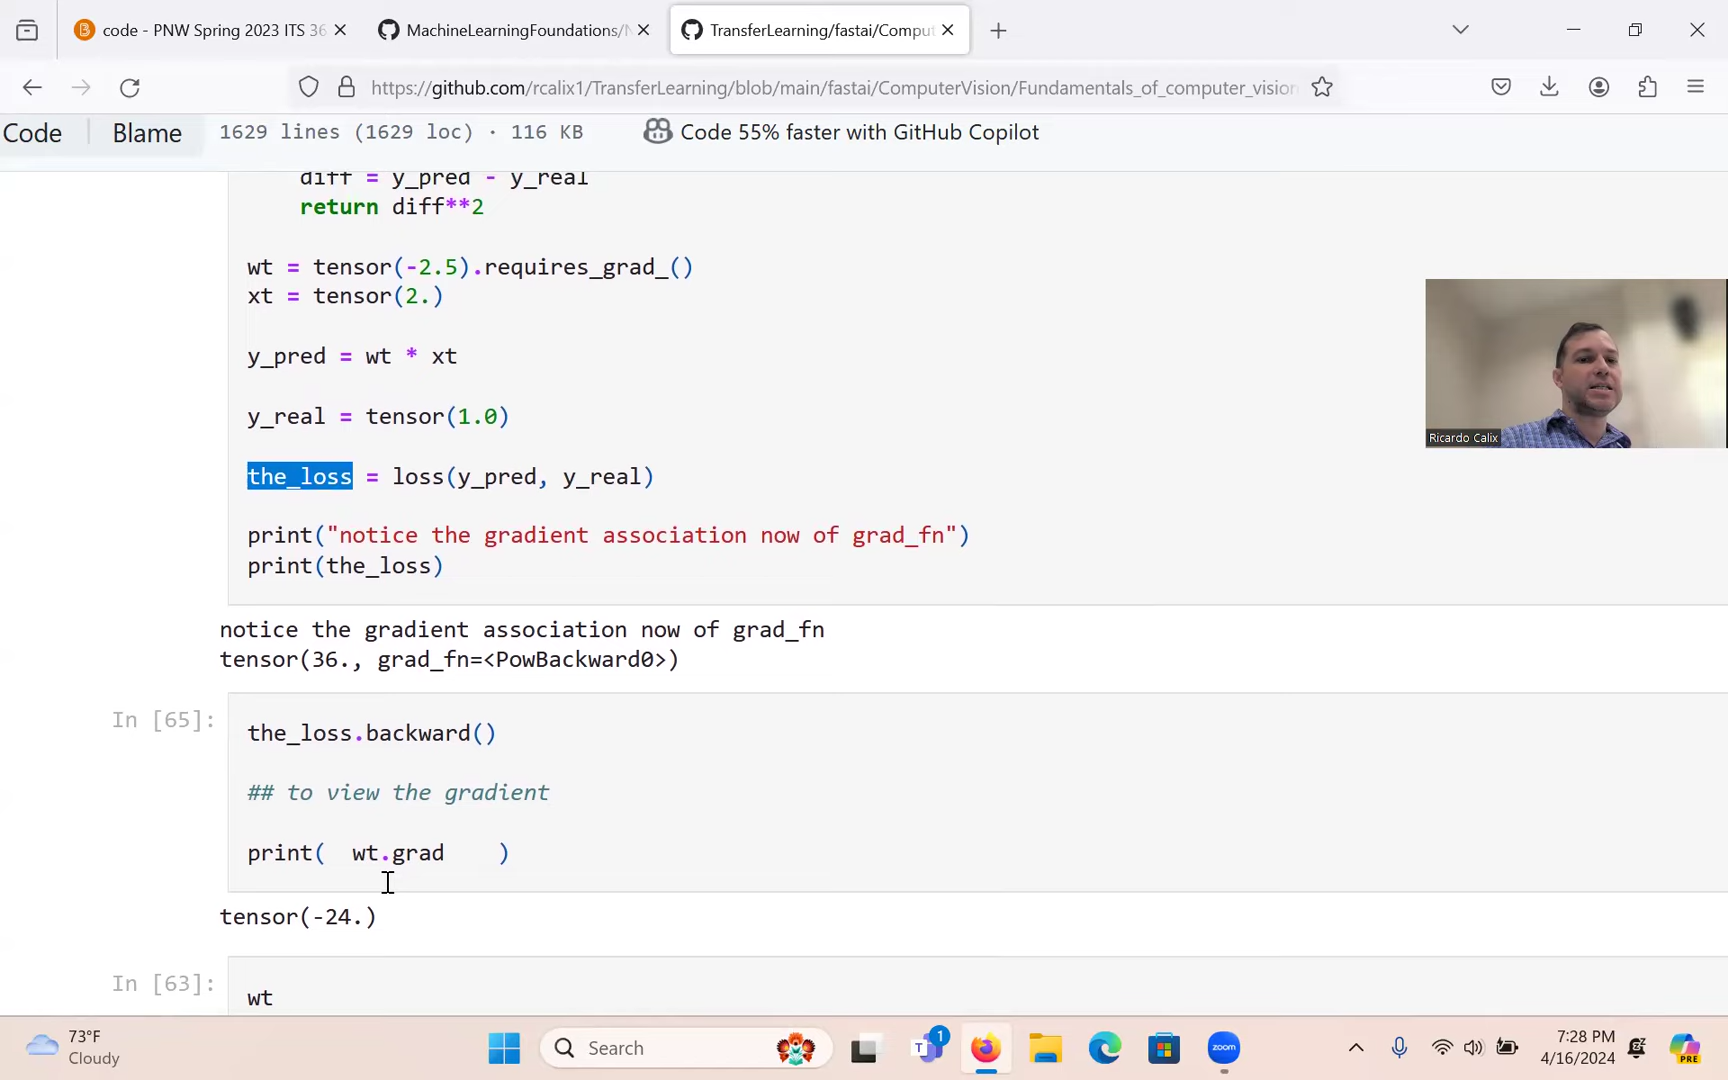 code - PNW Spring 2023 ITS 36
MachineLearningFoundations/N
TransferLearning/fastai/Comput
https://github.com/rcalix1/TransferLearning/blob/main/fastai/ComputerVision/Fundamentals_of_computer_vision
Code
Blame
1629 lines (1629 loc) · 116 KB
Code 55% faster with GitHub Copilot
diff = y_pred - y_real
return diff**2
wt = tensor(-2.5).requires_grad_()
xt = tensor(2.)
y_pred = wt * xt
y_real = tensor(1.0)
the_loss = loss(y_pred, y_real)
print("notice the gradient association now of grad_fn")
print(the_loss)
Ricardo Calix
notice the gradient association now of grad_fn
tensor(36., grad_fn=<PowBackward0>)
In [65]:
the_loss.backward()
## to view the gradient
print(  wt.grad    )
tensor(-24.)
In [63]:
wt
73°F
Cloudy
Search
T
1
zoom
PRE
7:28 PM
4/16/2024